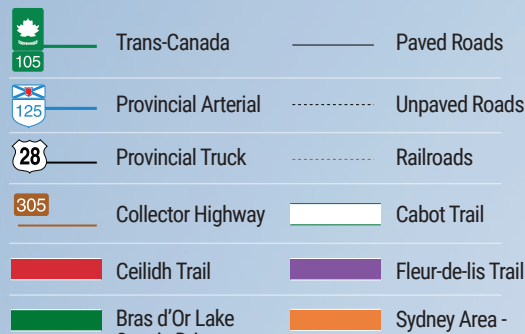 Trans-Canada
105
Paved Roads
125
Provincial Arterial
Unpaved Roads
28
Provincial Truck
Railroads
305
Collector Highway
Cabot Trail
Ceilidh Trail
Fleur-de-lis Trail
Bras d'Or Lake
Sydney Area -